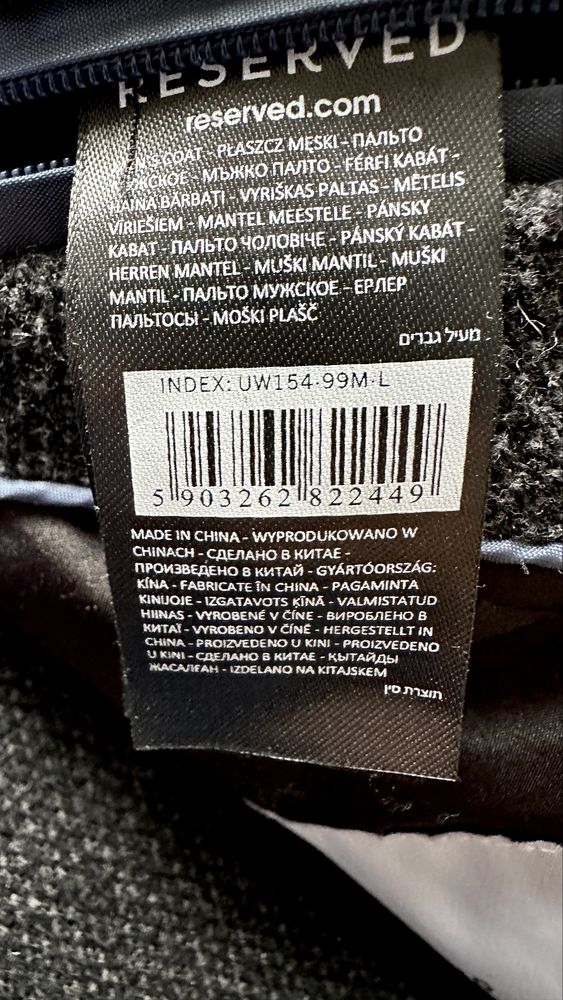 RESERVED
reserved.com
COAT - PŁASZCZ MĘSKI - ПАЛЬТО
МЪЖКО ПАЛТО - FÉRFI KABÁT -
HAINA BĂRBAȚI - VYRIŠKAS PALTAS - MĒTELIS
VĪRIEŠIEM - MANTEL MEESTELE - PÁNSKY
KABAT - ПАЛЬТО ЧОЛОВІЧЕ - PÁNSKÝ KABÁT -
HERREN MANTEL - MUŠKI MANTIL - MUŠKI
MANTIL - ПАЛЬТО МУЖСКОЕ - ЕРЛЕР
ПАЛЬТОСЫ - MOŠKI PLAŠČ
מעיל גברים
INDEX: UW154-99M-L
5 903262 822449
MADE IN CHINA - WYPRODUKOWANO W
CHINACH - СДЕЛАНО В КИТАЕ -
ПРОИЗВЕДЕНО В КИТАЙ - GYÁRTÓORSZÁG:
KÍNA - FABRICATE ÎN CHINA - PAGAMINTA
KINIJOJE - IZGATAVOTS ĶĪNĀ - VALMISTATUD
HIINAS - VYROBENÉ V ČÍNE - ВИРОБЛЕНО В
КИТАЇ - VYROBENO V ČÍNĚ - HERGESTELLT IN
CHINA - PROIZVEDENO U KINI - PROIZVEDENO
U KINI - СДЕЛАНО В КИТАЕ - ҚЫТАЙДЫ
ЖАСАЛҒАН - IZDELANO NA KITAJSKEM
תוצרת סין